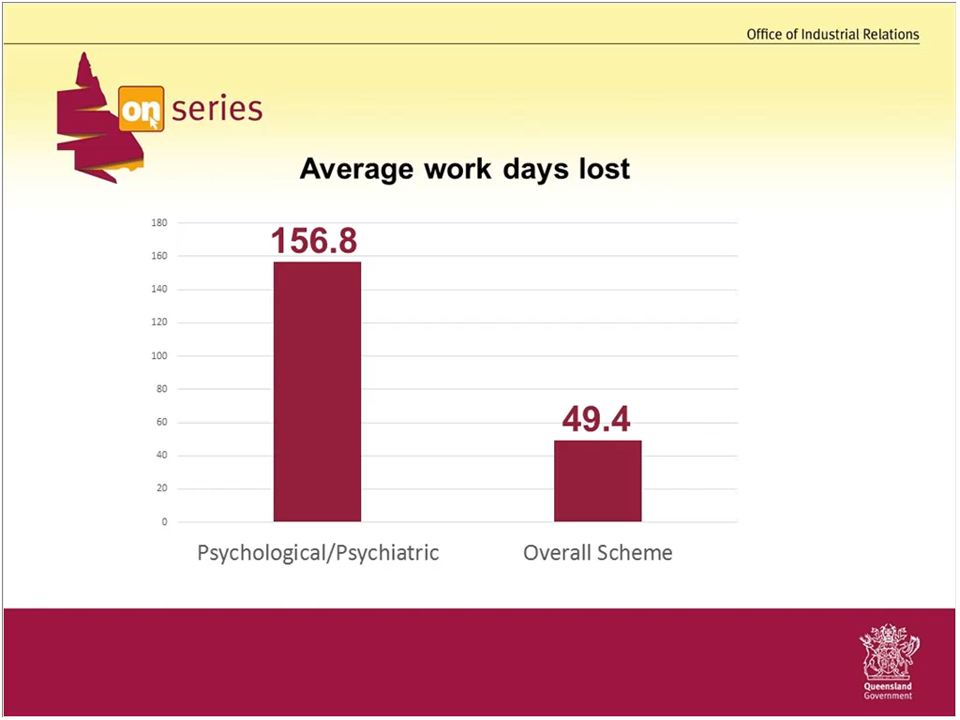 Office of Industrial Relations
on series
Average work days lost
180
160
140
120
100
80
60
40
20
0
156.8
49.4
Psychological/Psychiatric
Overall Scheme
Queensland
Government